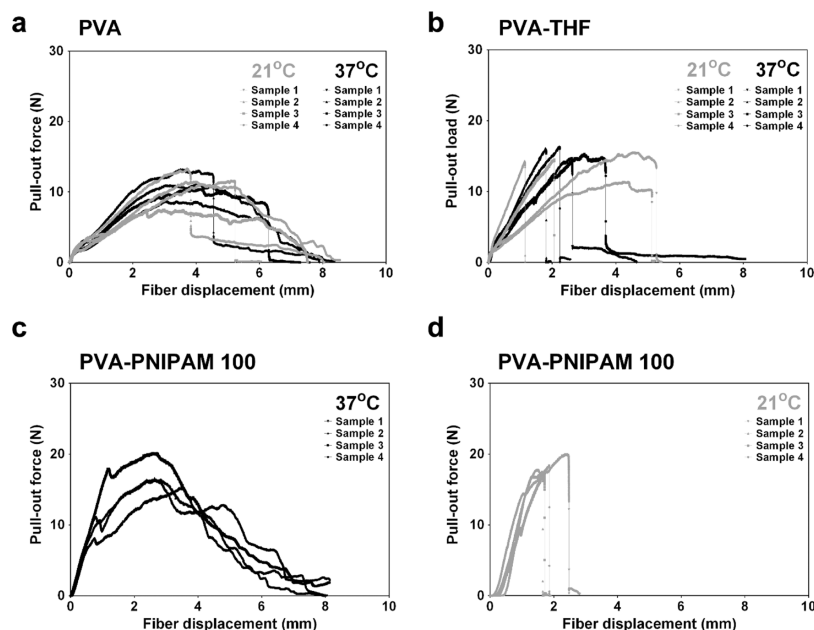 a
PVA
30
20
10
0
0 2 4 6 8 10
Pull-out force (N)
Fiber displacement (mm)
21°C
Sample 1
Sample 2
Sample 3
Sample 4
37°C
Sample 1
Sample 2
Sample 3
Sample 4
b
PVA-THF
30
20
10
0
0 2 4 6 8 10
Pull-out load (N)
Fiber displacement (mm)
21°C
Sample 1
Sample 2
Sample 3
Sample 4
37°C
Sample 1
Sample 2
Sample 3
Sample 4
c
PVA-PNIPAM 100
30
20
10
0
0 2 4 6 8 10
Pull-out force (N)
Fiber displacement (mm)
37°C
Sample 1
Sample 2
Sample 3
Sample 4
d
PVA-PNIPAM 100
30
20
10
0
0 2 4 6 8 10
Pull-out force (N)
Fiber displacement (mm)
21°C
Sample 1
Sample 2
Sample 3
Sample 4